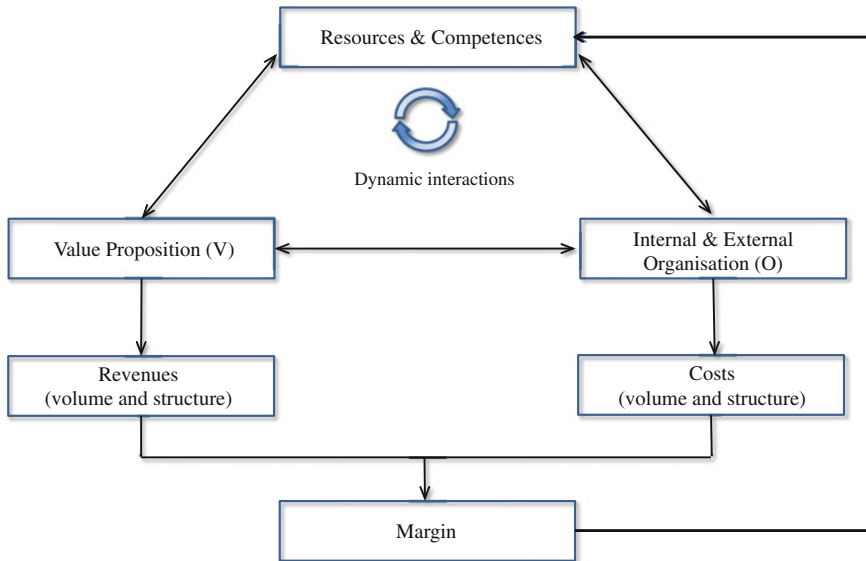 Resources & Competences
Dynamic interactions
Value Proposition (V)
Internal & External
Organisation (O)
Revenues
(volume and structure)
Costs
(volume and structure)
Margin